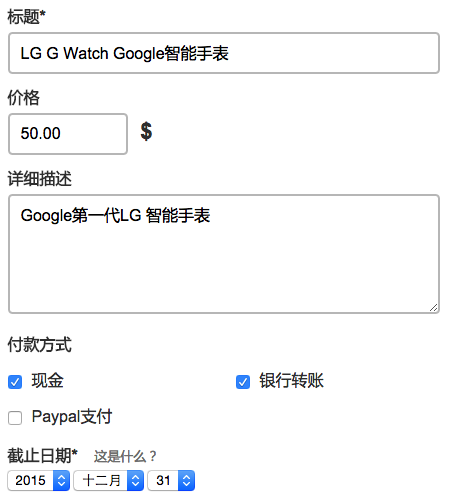 标题*
LG G Watch Google智能手表
价格
50.00 $
详细描述
Google第一代LG 智能手表
付款方式
现金 银行转账
Paypal支付
截止日期* 这是什么？
2015 十二月 31